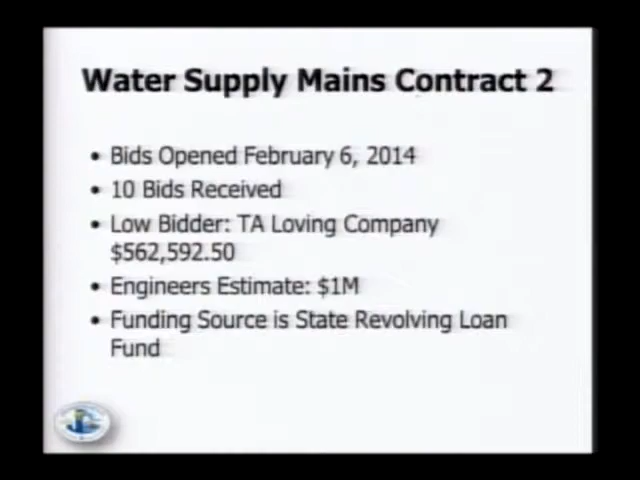 Water Supply Mains Contract 2
• Bids Opened February 6, 2014
• 10 Bids Received
• Low Bidder: TA Loving Company
$562,592.50
• Engineers Estimate: $1M
• Funding Source is State Revolving Loan
Fund